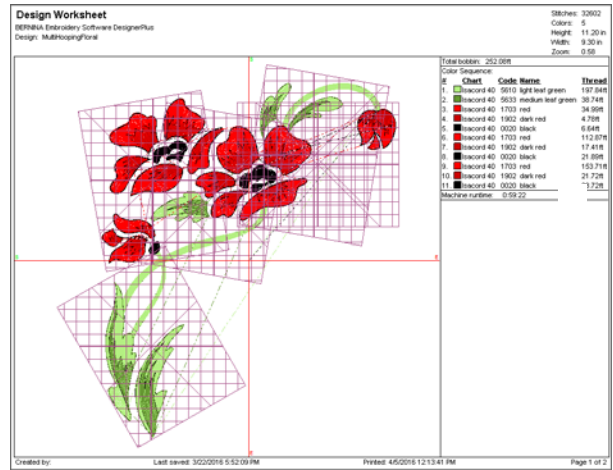 Design Worksheet
BERNINA Embroidery Software DesignerPlus
Design: MultiHoopingFloral
Stitches: 32602
Colors: 5
Height: 11.20 in
Width: 9.30 in
Zoom: 0.58
Total bobbin: 252.08ft
Color Sequence:
# Chart Code Name Thread
1. Isacord 40 5610 light leaf green 197.84ft
2. Isacord 40 5633 medium leaf green 38.74ft
3. Isacord 40 1703 red 34.99ft
4. Isacord 40 1902 dark red 4.78ft
5. Isacord 40 0020 black 6.64ft
6. Isacord 40 1703 red 112.87ft
7. Isacord 40 1902 dark red 17.41ft
8. Isacord 40 0020 black 21.89ft
9. Isacord 40 1703 red 153.71ft
10. Isacord 40 1902 dark red 21.72ft
11. Isacord 40 0020 black
Machine runtime: 0:59:22
Created by: Last saved: 3/22/2016 5:52:09 PM Printed: 4/5/2016 12:13:41 PM Page 1 of 2